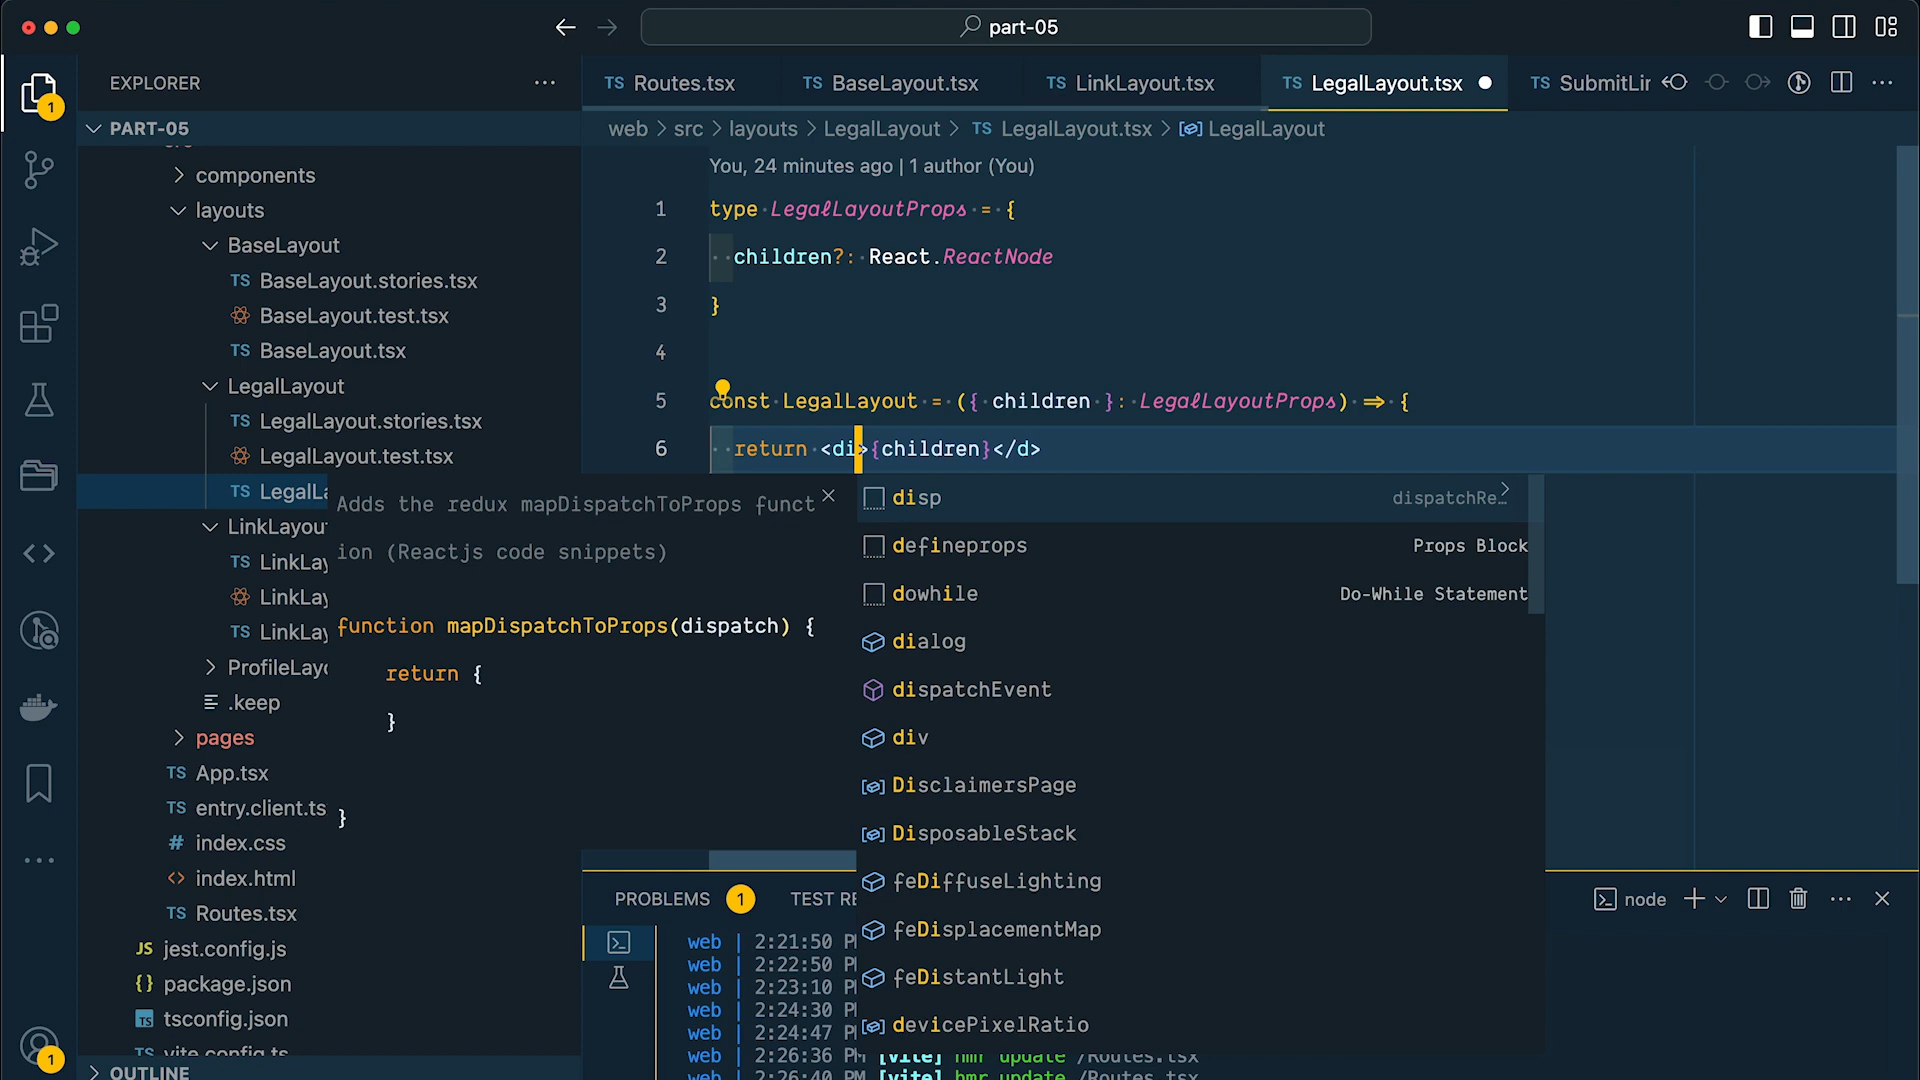 part-05
1
EXPLORER
PART-05
components
layouts
BaseLayout
TS BaseLayout.stories.tsx
BaseLayout.test.tsx
TS BaseLayout.tsx
LegalLayout
TS LegalLayout.stories.tsx
LegalLayout.test.tsx
TS LegalLa
LinkLayou
TS LinkLay
LinkLay
TS LinkLay
ProfileLay
.keep
pages
TS App.tsx
TS entry.client.ts
# index.css
<> index.html
TS Routes.tsx
JS jest.config.js
{} package.json
TS tsconfig.json
TS vite.config.ts
OUTLINE
1
TS Routes.tsx
TS BaseLayout.tsx
TS LinkLayout.tsx
TS LegalLayout.tsx
TS SubmitLir
web > src > layouts > LegalLayout > TS LegalLayout.tsx > LegalLayout
You, 24 minutes ago | 1 author (You)
1 type LegalLayoutProps = {
2 children?: React.ReactNode
3 }
4
5 const LegalLayout = ({ children }: LegalLayoutProps) => {
6 return <di>{children}</d>
Adds the redux mapDispatchToProps funct
ion (Reactjs code snippets)
function mapDispatchToProps(dispatch) {
return {
}
}
disp dispatchRe…
defineprops Props Block
dowhile Do-While Statement
dialog
dispatchEvent
div
DisclaimersPage
DisposableStack
feDiffuseLighting
feDisplacementMap
feDistantLight
devicePixelRatio
PROBLEMS 1
TEST RE
node
web | 2:21:50 P
web | 2:22:50 P
web | 2:23:10 P
web | 2:24:30 P
web | 2:24:47 P
web | 2:26:36 PM [vite] hmr update /Routes.tsx
web | 2:26:40 PM [vite] hmr update /Routes.tsx